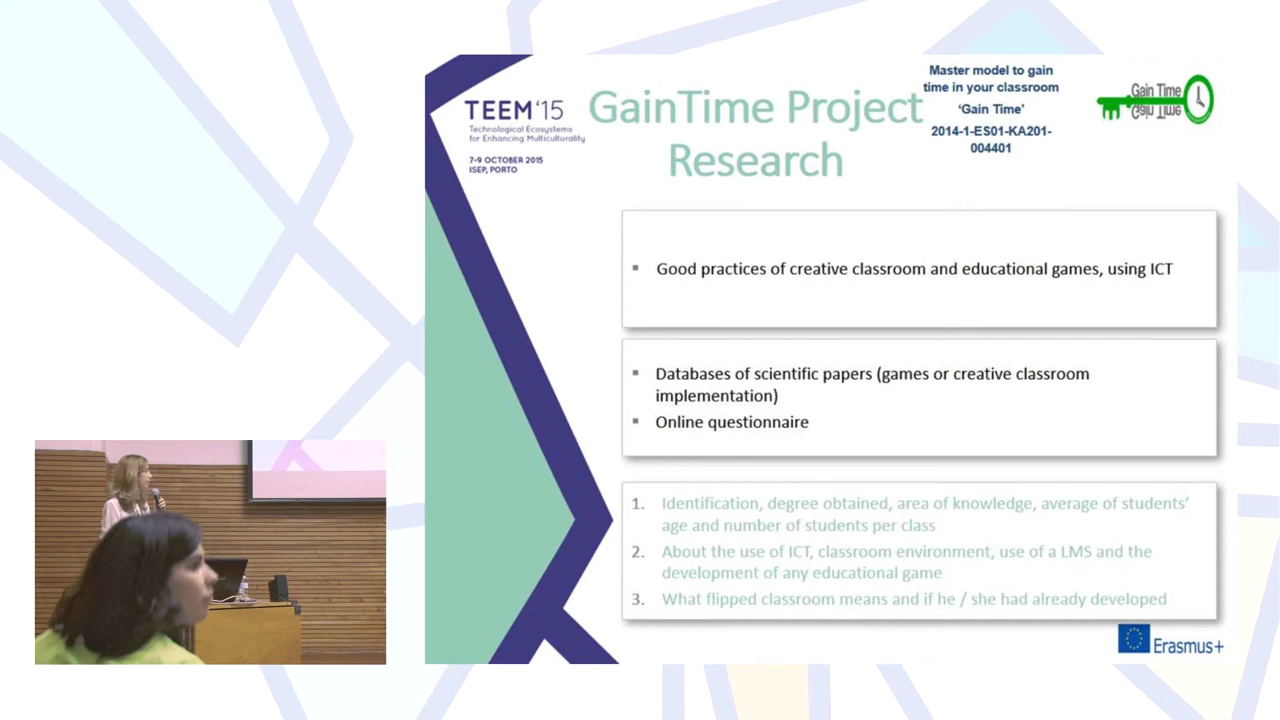 TEEM‘15
Technological Ecosystems
for Enhancing Multiculturality
7-9 OCTOBER 2015
ISEP, PORTO
GainTime Project
Research
Master model to gain
time in your classroom
‘Gain Time’
2014-1-ES01-KA201-
004401
Gain Time
Gain Time
▪ Good practices of creative classroom and educational games, using ICT
▪ Databases of scientific papers (games or creative classroom
implementation)
▪ Online questionnaire
1. Identification, degree obtained, area of knowledge, average of students’
age and number of students per class
2. About the use of ICT, classroom environment, use of a LMS and the
development of any educational game
3. What flipped classroom means and if he / she had already developed
Erasmus+